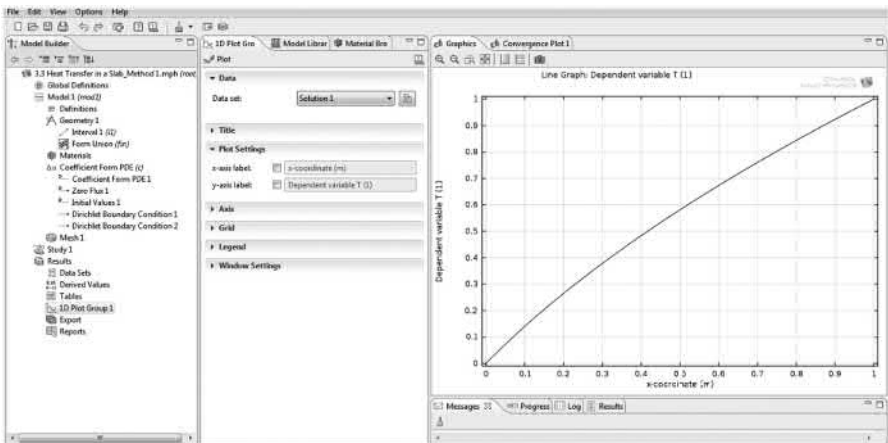 File Edit View Options Help
Model Builder
3.3 Heat Transfer in a Slab_Method 1.mph (root
Global Definitions
Model 1 (mod1)
Definitions
Geometry 1
Interval 1 (i1)
Form Union (fin)
Materials
Coefficient Form PDE (c)
Coefficient Form PDE 1
Zero Flux 1
Initial Values 1
Dirichlet Boundary Condition 1
Dirichlet Boundary Condition 2
Mesh 1
Study 1
Results
Data Sets
Derived Values
Tables
1D Plot Group 1
Export
Reports
1D Plot Gro
Model Librar
Material Bro
Plot
Data
Data set:
Solution 1
Title
Plot Settings
x-axis label:
x-coordinate (m)
y-axis label:
Dependent variable T (1)
Axis
Grid
Legend
Window Settings
Graphics
Convergence Plot 1
Line Graph: Dependent variable T (1)
Dependent variable T (1)
1
0.9
0.8
0.7
0.6
0.5
0.4
0.3
0.2
0.1
0
0 0.1 0.2 0.3 0.4 0.5 0.6 0.7 0.8 0.9 1
x-coordinate (m)
Messages
Progress
Log
Results